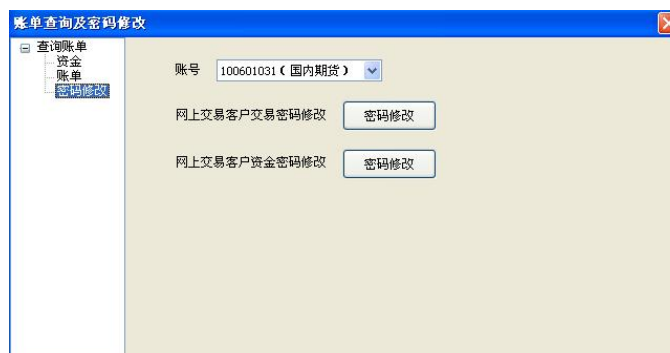 账单查询及密码修改
查询账单
资金
账单
密码修改
账号 100601031（国内期货）
网上交易客户交易密码修改 密码修改
网上交易客户资金密码修改 密码修改